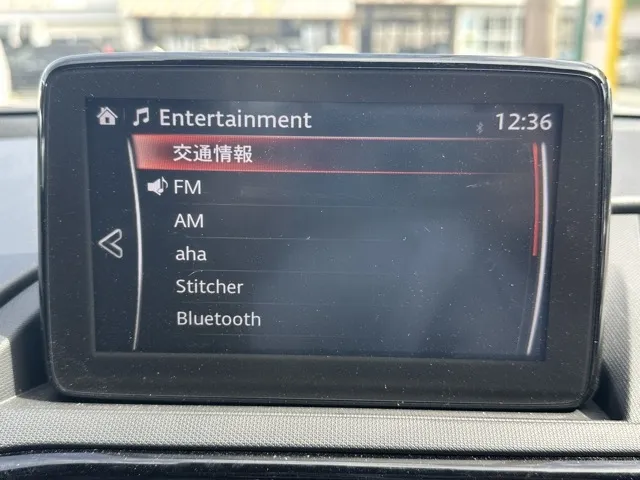 Entertainment 12:36
交通情報
FM
AM
aha
Stitcher
Bluetooth